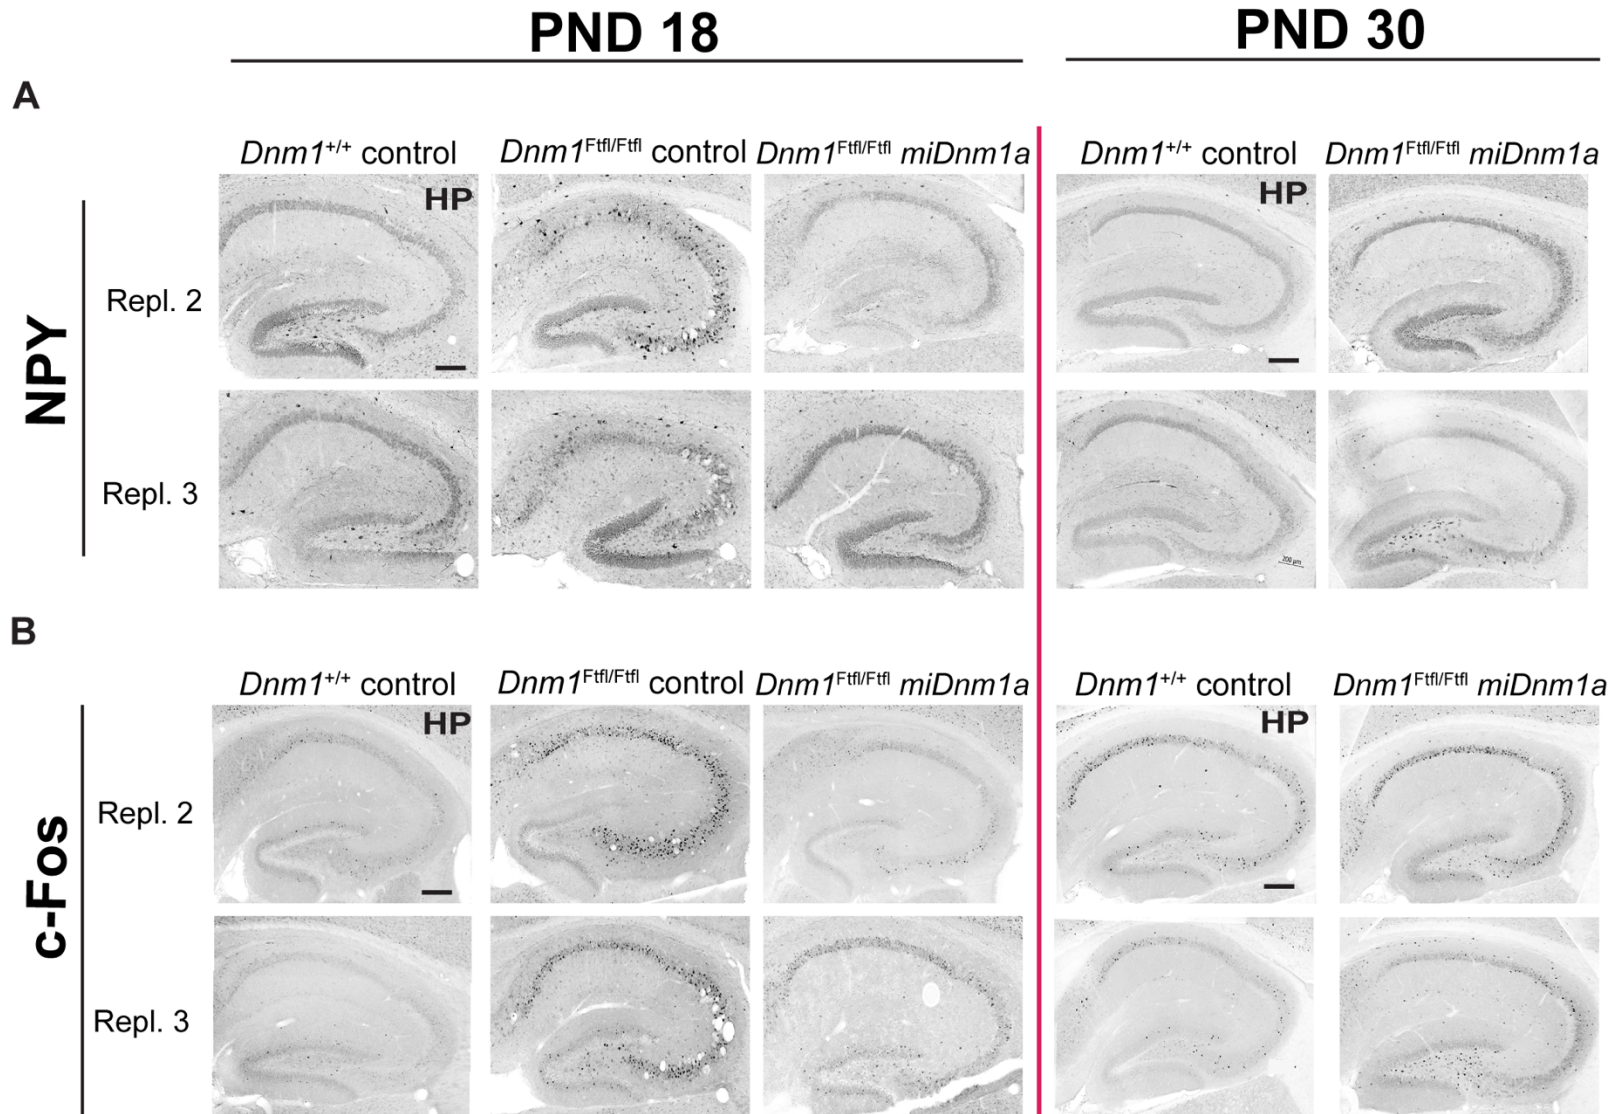 PND 18 PND 30
A
Dnm1+/+ control Dnm1Ftfl/Ftfl control Dnm1Ftfl/Ftfl miDnm1a Dnm1+/+ control Dnm1Ftfl/Ftfl miDnm1a
HP HP
NPY
Repl. 2
Repl. 3
200 µm
B
Dnm1+/+ control Dnm1Ftfl/Ftfl control Dnm1Ftfl/Ftfl miDnm1a Dnm1+/+ control Dnm1Ftfl/Ftfl miDnm1a
HP HP
c-Fos
Repl. 2
Repl. 3